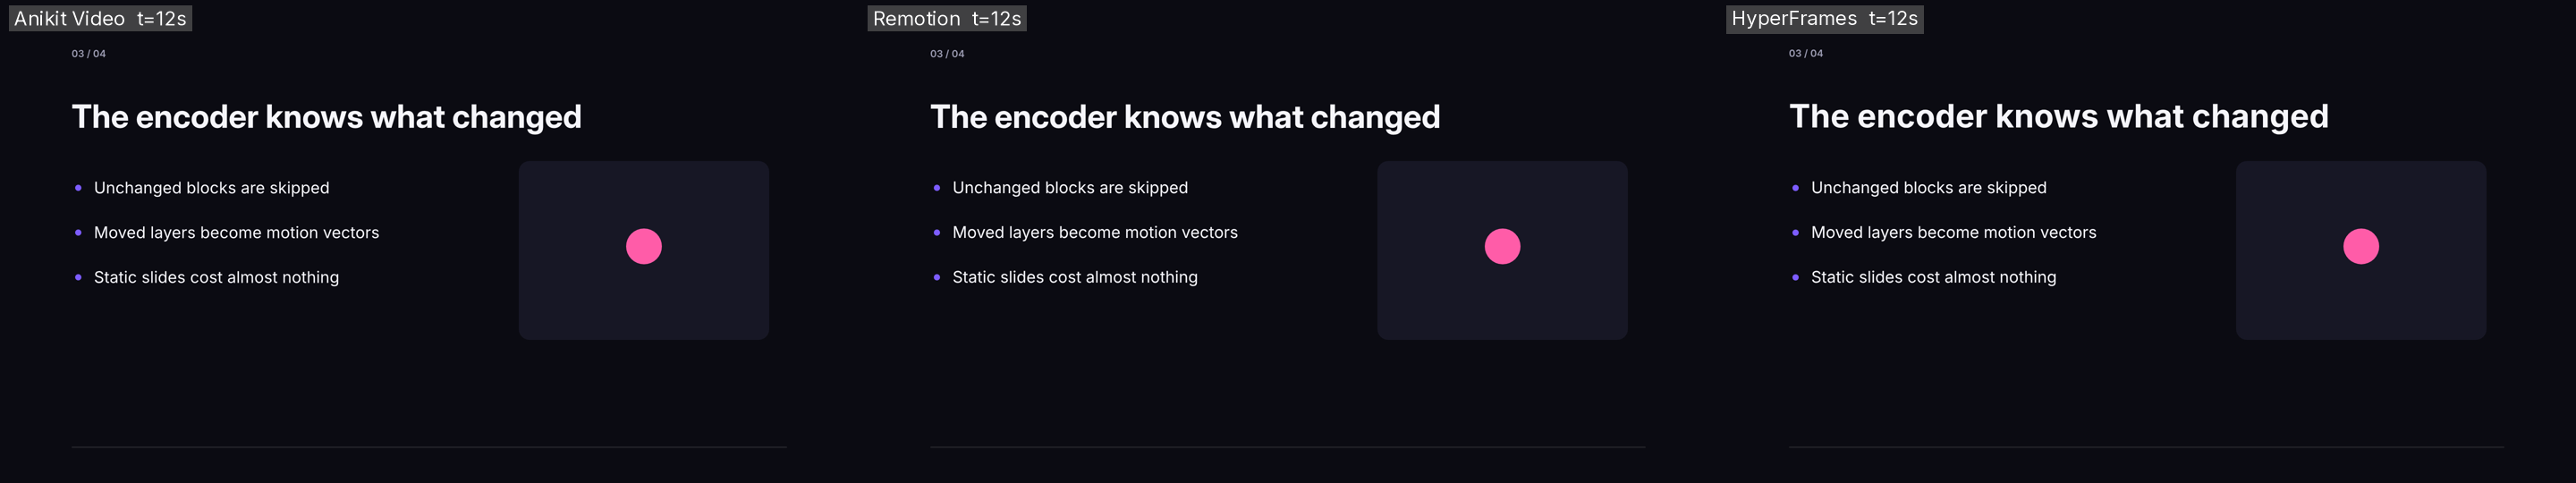 Anikit Video t=12s
03 / 04
The encoder knows what changed
Unchanged blocks are skipped
Moved layers become motion vectors
Static slides cost almost nothing
Remotion t=12s
03 / 04
The encoder knows what changed
Unchanged blocks are skipped
Moved layers become motion vectors
Static slides cost almost nothing
HyperFrames t=12s
03 / 04
The encoder knows what changed
Unchanged blocks are skipped
Moved layers become motion vectors
Static slides cost almost nothing